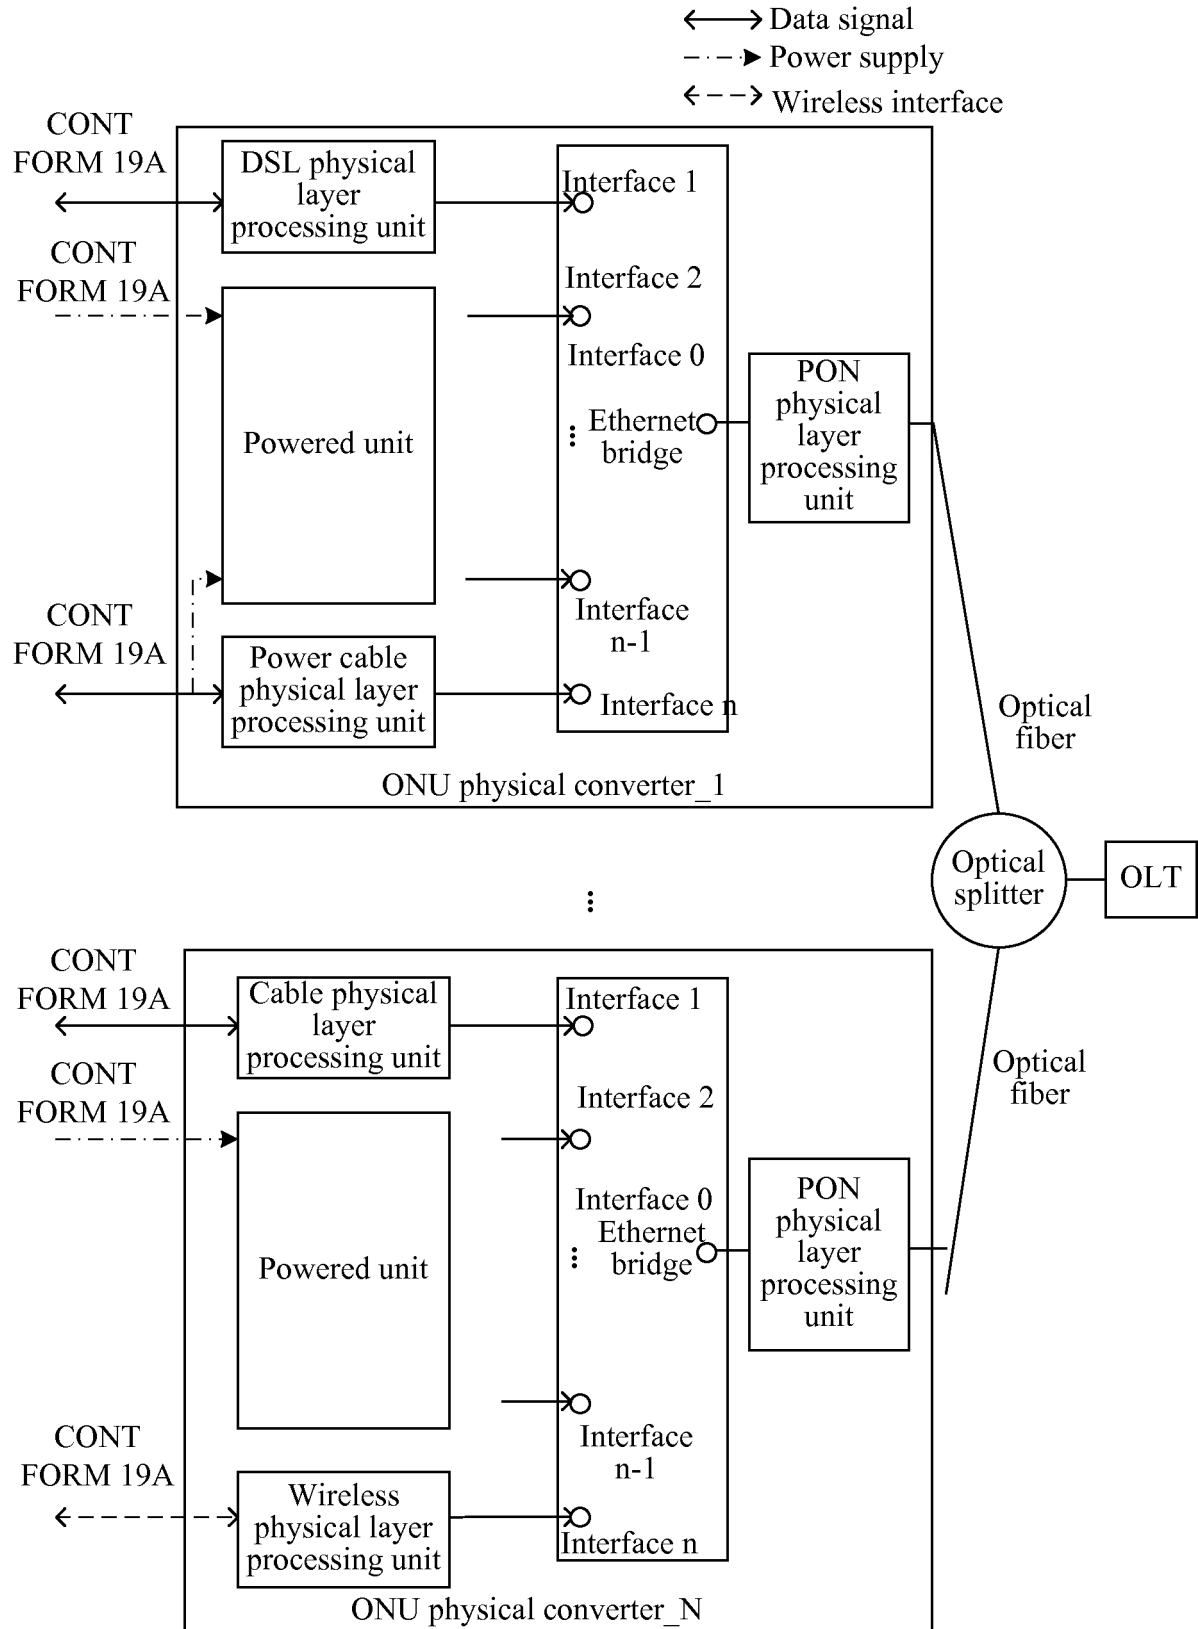 Data signal
Power supply
Wireless interface
CONT
FORM 19A
DSL physical
layer
processing unit
Interface 1
CONT
FORM 19A
Interface 2
Interface 0
Powered unit
Ethernet
bridge
PON
physical
layer
processing
unit
Interface
n-1
CONT
FORM 19A
Power cable
physical layer
processing unit
Interface n
ONU physical converter_1
Optical
fiber
Optical
splitter
OLT
CONT
FORM 19A
Cable physical
layer
processing unit
Interface 1
CONT
FORM 19A
Interface 2
Optical
fiber
Interface 0
Powered unit
Ethernet
bridge
PON
physical
layer
processing
unit
CONT
FORM 19A
Interface
n-1
Wireless
physical layer
processing unit
Interface n
ONU physical converter_N